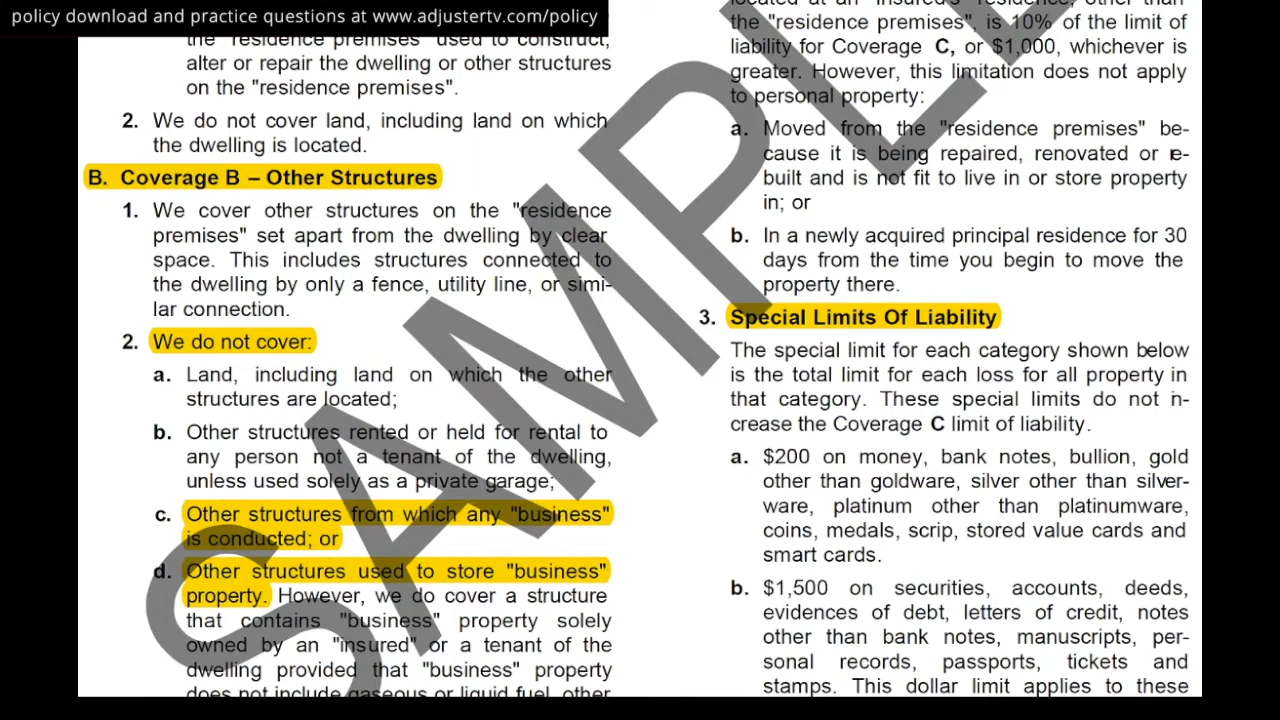 policy download and practice questions at www.adjustertv.com/policy
the "residence premises" used to construct,
alter or repair the dwelling or other structures
on the "residence premises".
2. We do not cover land, including land on which
the dwelling is located.
B. Coverage B – Other Structures
1. We cover other structures on the "residence
premises" set apart from the dwelling by clear
space. This includes structures connected to
the dwelling by only a fence, utility line, or simi-
lar connection.
2. We do not cover:
a. Land, including land on which the other
structures are located;
b. Other structures rented or held for rental to
any person not a tenant of the dwelling,
unless used solely as a private garage;
c. Other structures from which any "business"
is conducted; or
d. Other structures used to store "business"
property. However, we do cover a structure
that contains "business" property solely
owned by an "insured" or a tenant of the
dwelling provided that "business" property
does not include gaseous or liquid fuel, other
located at an "insured's" "residence", other than
the "residence premises", is 10% of the limit of
liability for Coverage C, or $1,000, whichever is
greater. However, this limitation does not apply
to personal property:
a. Moved from the "residence premises" be-
cause it is being repaired, renovated or re-
built and is not fit to live in or store property
in; or
b. In a newly acquired principal residence for 30
days from the time you begin to move the
property there.
3. Special Limits Of Liability
The special limit for each category shown below
is the total limit for each loss for all property in
that category. These special limits do not in-
crease the Coverage C limit of liability.
a. $200 on money, bank notes, bullion, gold
other than goldware, silver other than silver-
ware, platinum other than platinumware,
coins, medals, scrip, stored value cards and
smart cards.
b. $1,500 on securities, accounts, deeds,
evidences of debt, letters of credit, notes
other than bank notes, manuscripts, per-
sonal records, passports, tickets and
stamps. This dollar limit applies to these
SAMPLE